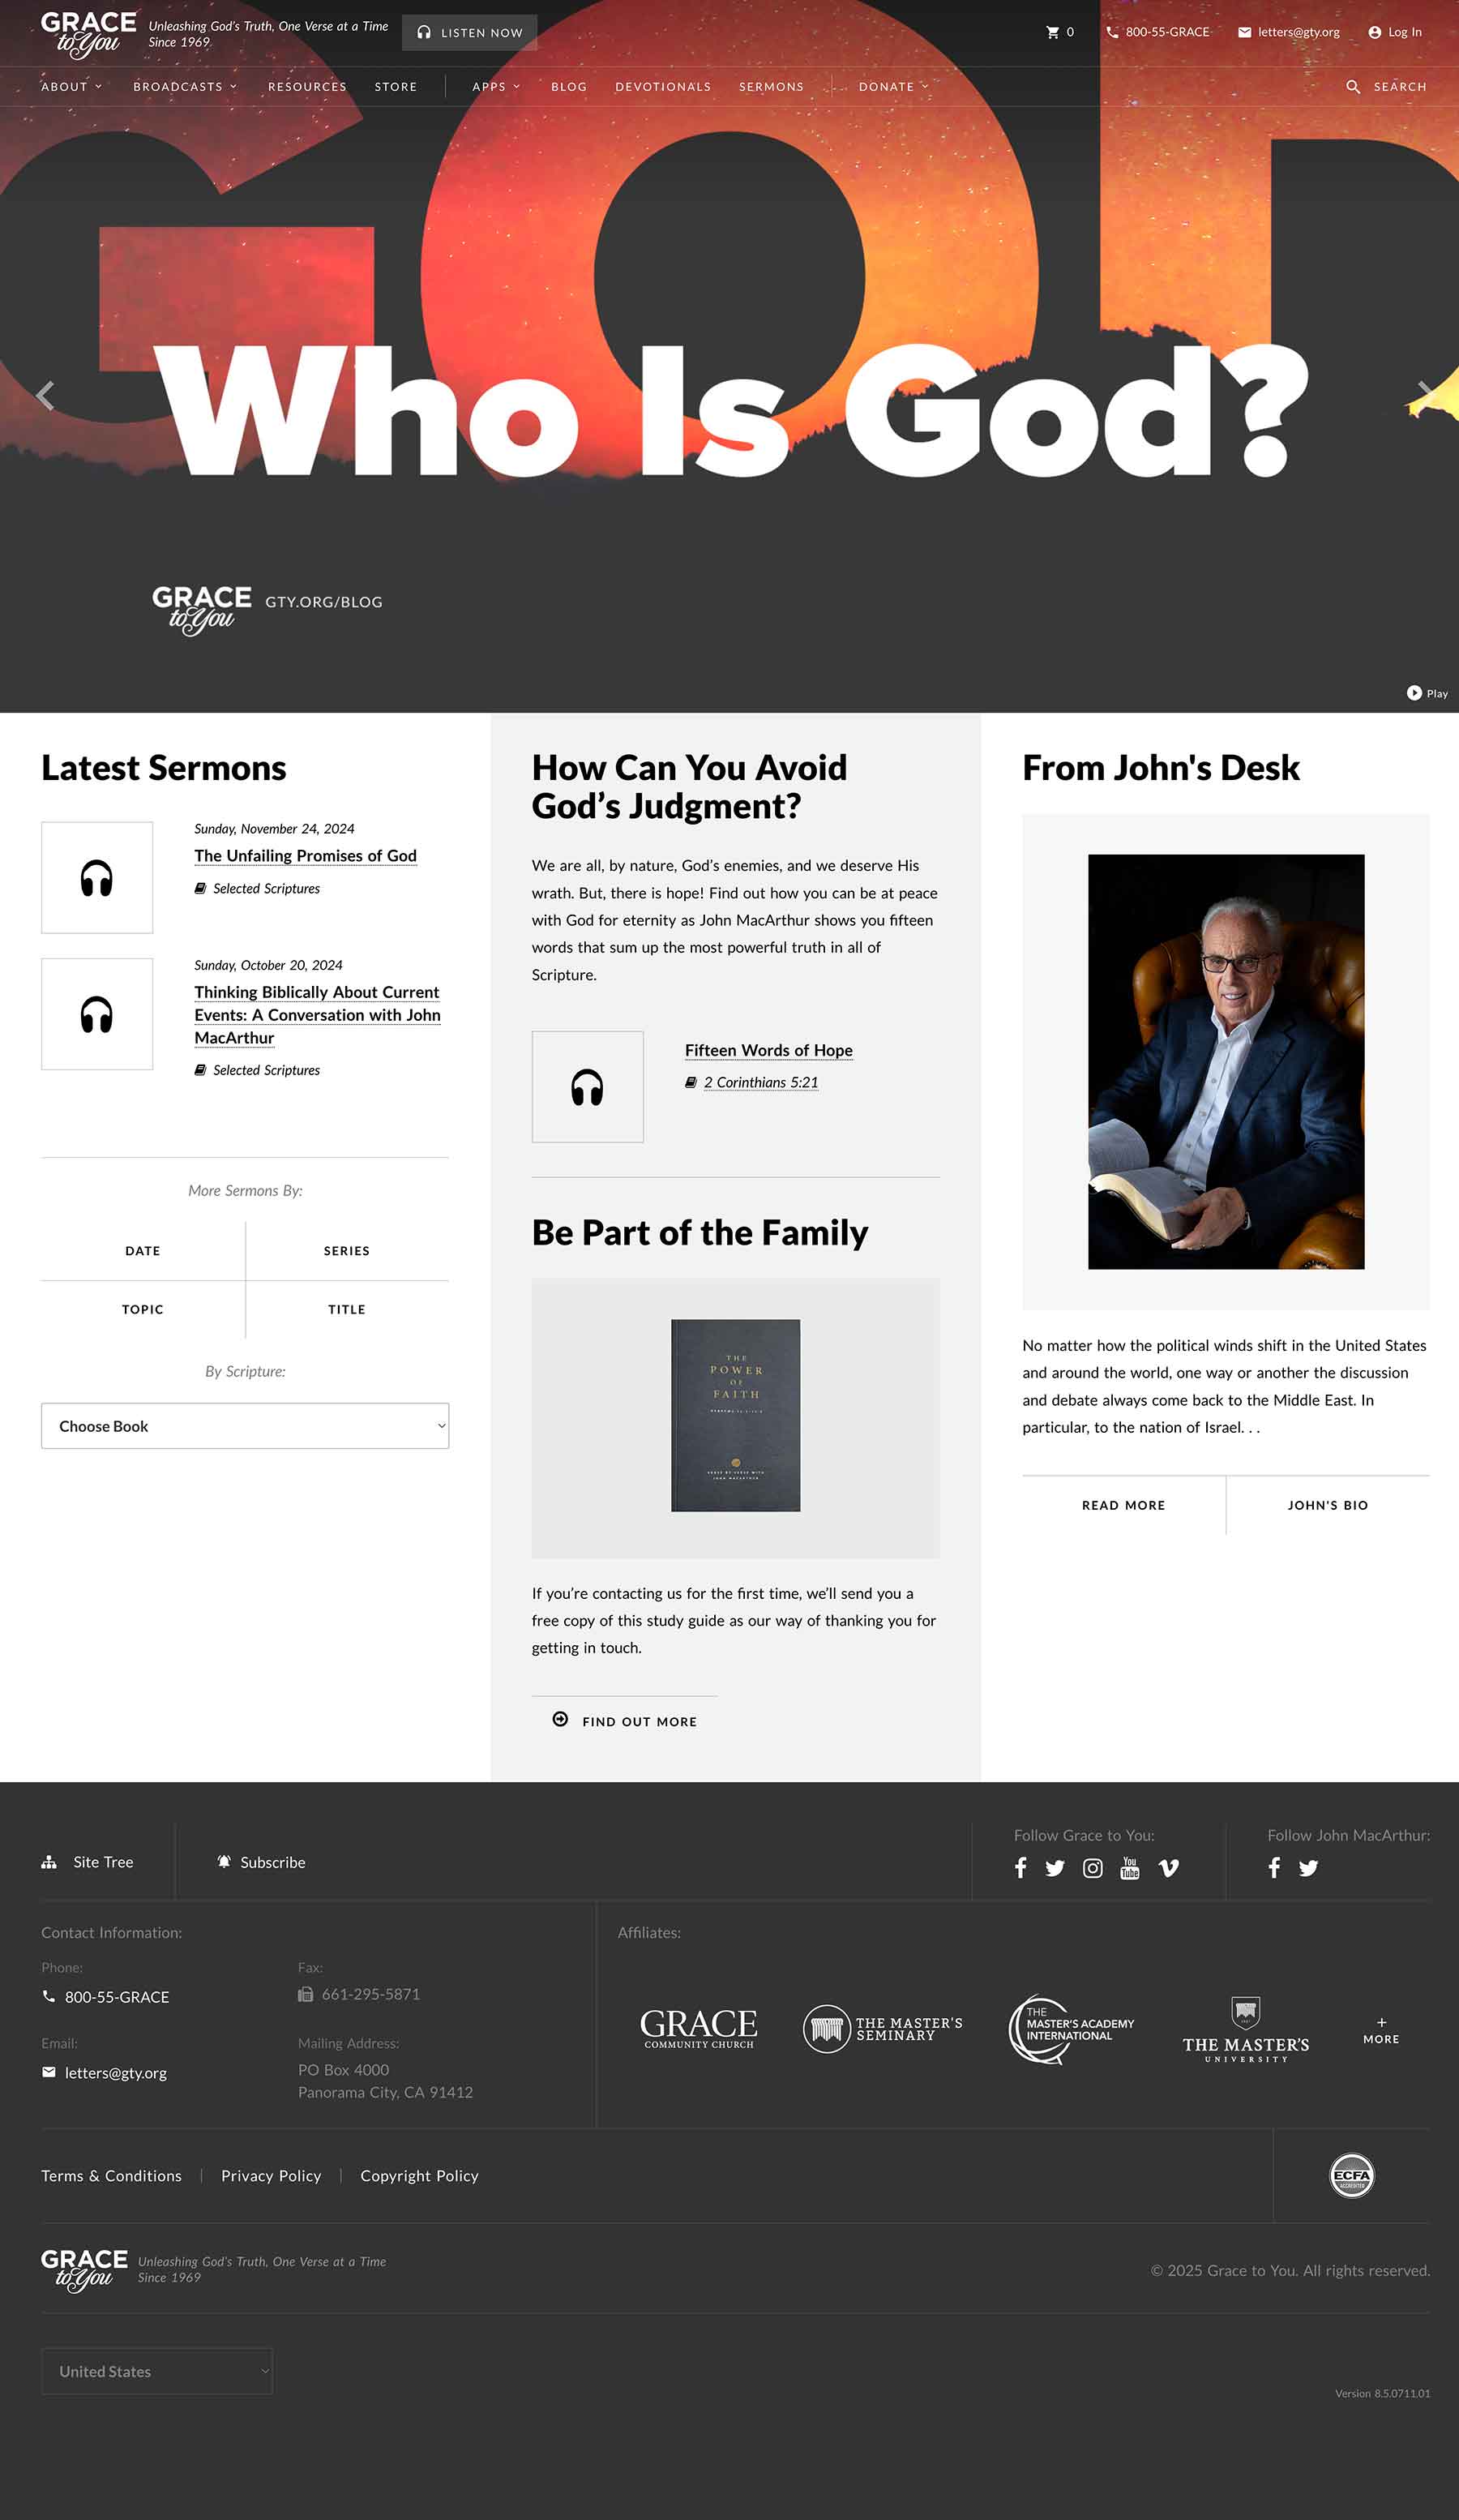 GRACE
to You
Unleashing God's Truth, One Verse at a Time
Since 1969
LISTEN NOW
0
800-55-GRACE
letters@gty.org
Log In
ABOUT
BROADCASTS
RESOURCES
STORE
APPS
BLOG
DEVOTIONALS
SERMONS
DONATE
SEARCH
GOD
Who Is God?
GRACE
to You
GTY.ORG/BLOG
Play
Latest Sermons
Sunday, November 24, 2024
The Unfailing Promises of God
Selected Scriptures
Sunday, October 20, 2024
Thinking Biblically About Current
Events: A Conversation with John
MacArthur
Selected Scriptures
More Sermons By:
DATE
SERIES
TOPIC
TITLE
By Scripture:
Choose Book
How Can You Avoid
God’s Judgment?
We are all, by nature, God’s enemies, and we deserve His
wrath. But, there is hope! Find out how you can be at peace
with God for eternity as John MacArthur shows you fifteen
words that sum up the most powerful truth in all of
Scripture.
Fifteen Words of Hope
2 Corinthians 5:21
Be Part of the Family
THE
POWER
OF
FAITH
VERSE BY VERSE WITH
JOHN MACARTHUR
If you’re contacting us for the first time, we’ll send you a
free copy of this study guide as our way of thanking you for
getting in touch.
FIND OUT MORE
From John's Desk
No matter how the political winds shift in the United States
and around the world, one way or another the discussion
and debate always come back to the Middle East. In
particular, to the nation of Israel. . .
READ MORE
JOHN'S BIO
Site Tree
Subscribe
Follow Grace to You:
You
Tube
Follow John MacArthur:
Contact Information:
Phone:
800-55-GRACE
Fax:
661-295-5871
Email:
letters@gty.org
Mailing Address:
PO Box 4000
Panorama City, CA 91412
Affiliates:
GRACE
COMMUNITY CHURCH
THE MASTER'S
SEMINARY
THE
MASTER'S ACADEMY
INTERNATIONAL
THE MASTER'S
UNIVERSITY
+
MORE
Terms & Conditions
Privacy Policy
Copyright Policy
ECFA
ACCREDITED
GRACE
to You
Unleashing God's Truth, One Verse at a Time
Since 1969
© 2025 Grace to You. All rights reserved.
United States
Version 8.5.0711.01